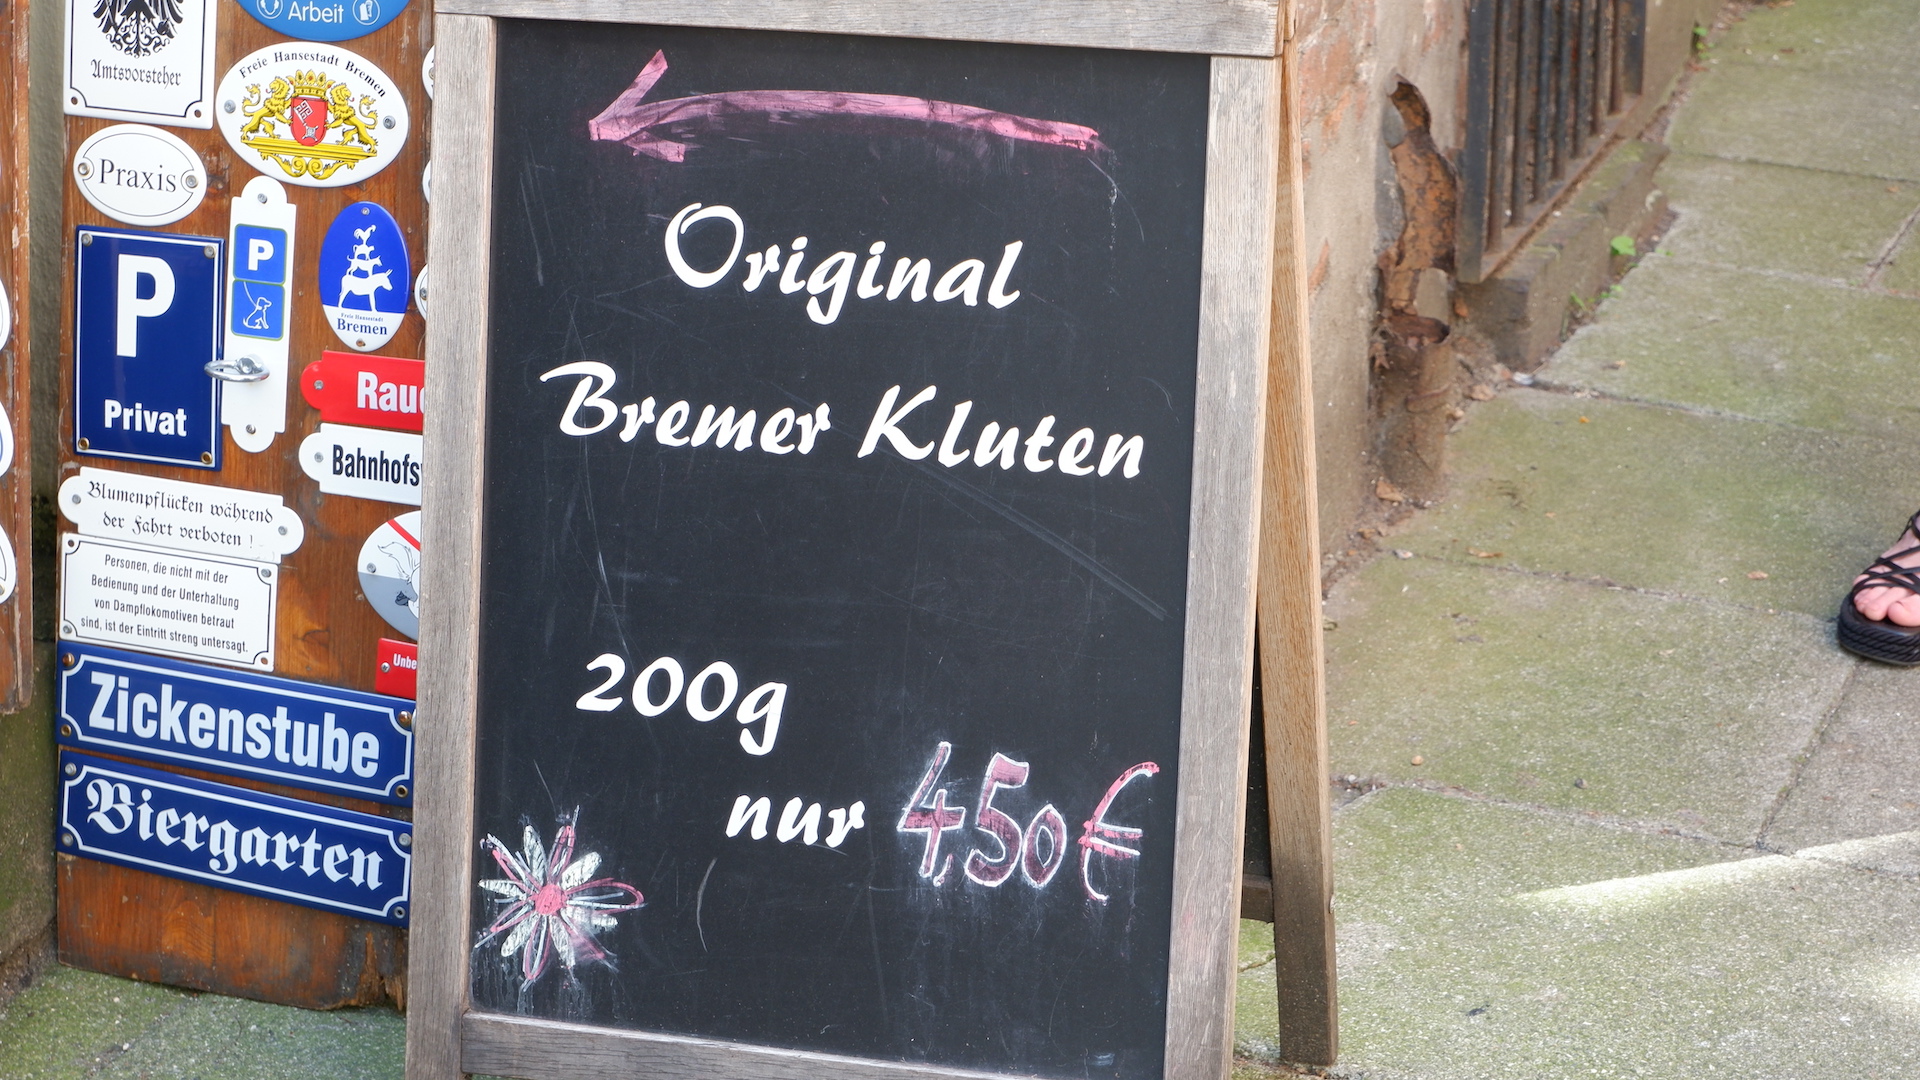 Arbeit
Amtsvorsteher
Freie Hansestadt Bremen
Praxis
P
Privat
P
Freie Hansestadt
Bremen
Blumenpflücken während
der Fahrt verboten !
Personen, die nicht mit der
Bedienung und der Unterhaltung
von Dampflokomotiven betraut
sind, ist der Eintritt streng untersagt.
Zickenstube
Biergarten
Original
Bremer Kluten
200g
nur 4,50€